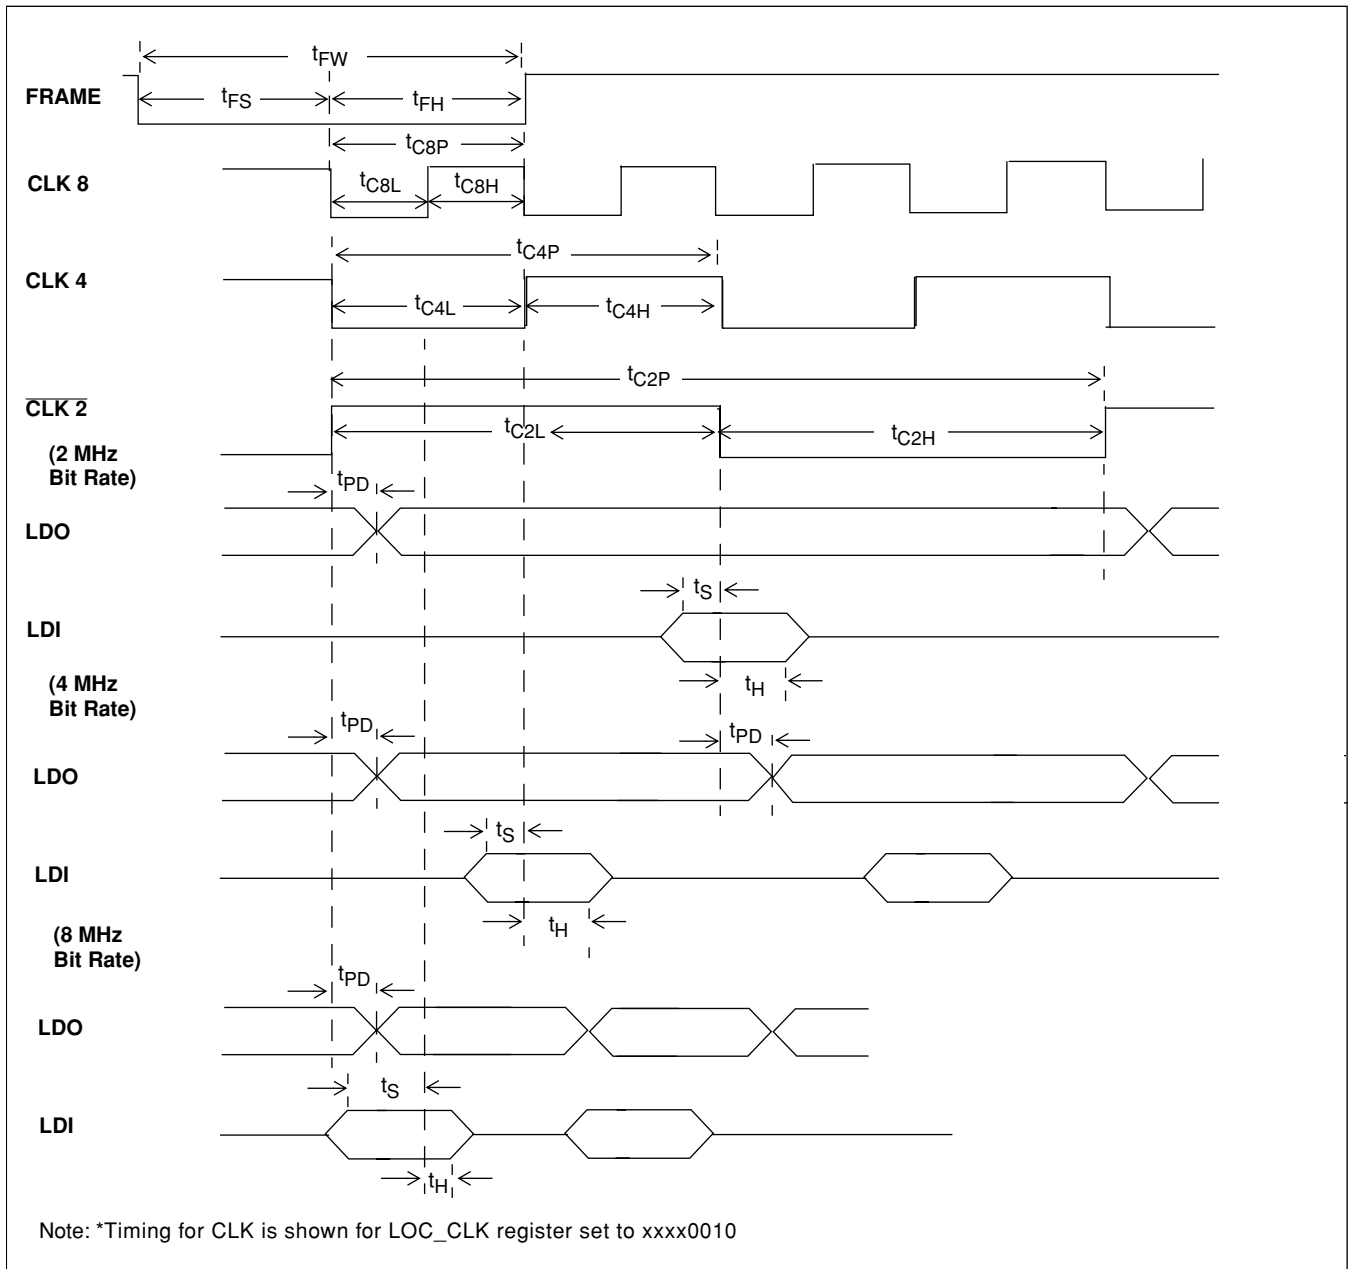 tFW
FRAME
tFS
tFH
tC8P
CLK 8
tC8L
tC8H
tC4P
CLK 4
tC4L
tC4H
tC2P
CLK 2
tC2L
tC2H
(2 MHz
Bit Rate)
tPD
LDO
tS
LDI
tH
(4 MHz
Bit Rate)
tPD
tPD
LDO
tS
LDI
tH
(8 MHz
Bit Rate)
tPD
LDO
tS
LDI
tH
Note: *Timing for CLK is shown for LOC_CLK register set to xxxx0010